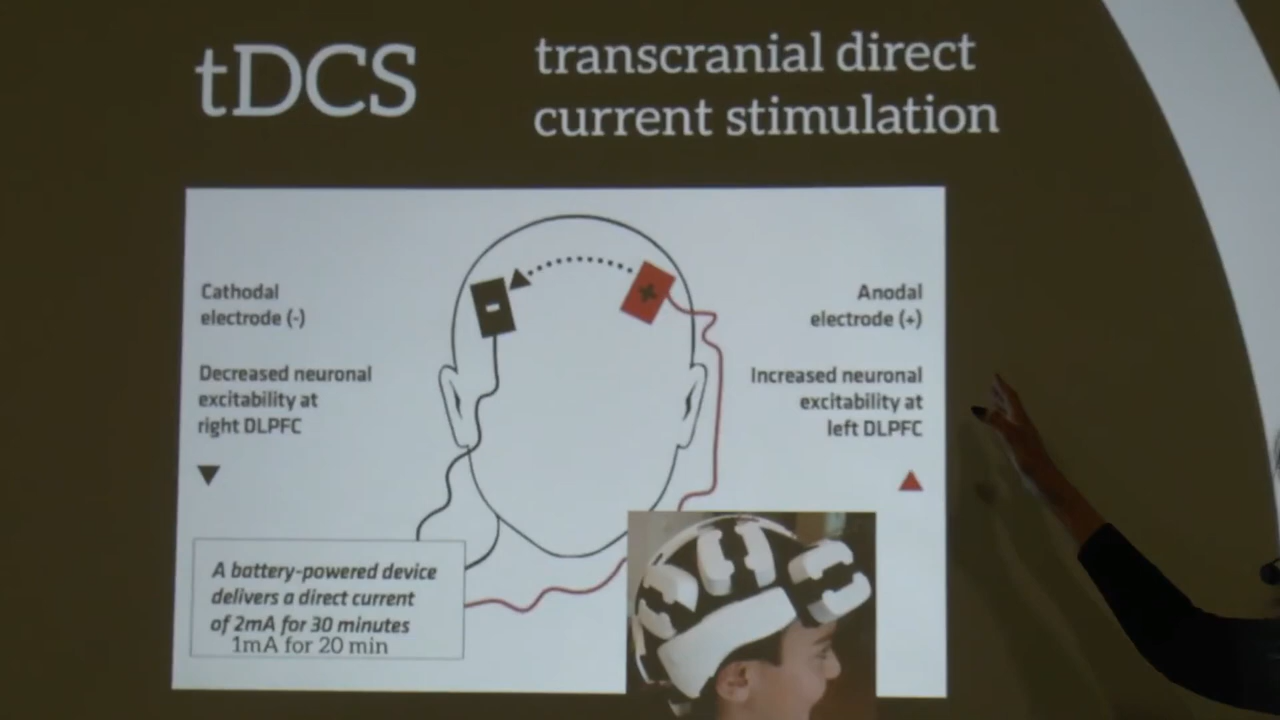 tDCS
transcranial direct
current stimulation
Cathodal
electrode (-)
Decreased neuronal
excitability at
right DLPFC
-
+
Anodal
electrode (+)
Increased neuronal
excitability at
left DLPFC
A battery-powered device
delivers a direct current
of 2mA for 30 minutes
1mA for 20 min